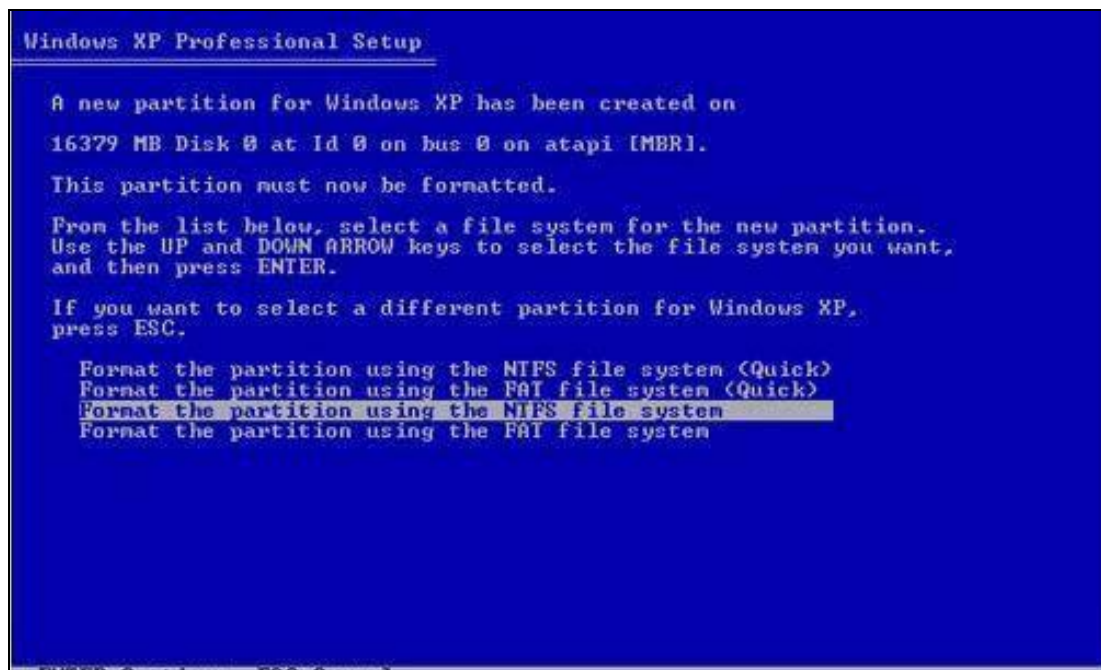 Windows XP Professional Setup
A new partition for Windows XP has been created on
16379 MB Disk 0 at Id 0 on bus 0 on atapi [MBR].
This partition must now be formatted.
From the list below, select a file system for the new partition.
Use the UP and DOWN ARROW keys to select the file system you want,
and then press ENTER.
If you want to select a different partition for Windows XP,
press ESC.
Format the partition using the NTFS file system (Quick)
Format the partition using the FAT file system (Quick)
Format the partition using the NTFS file system
Format the partition using the FAT file system